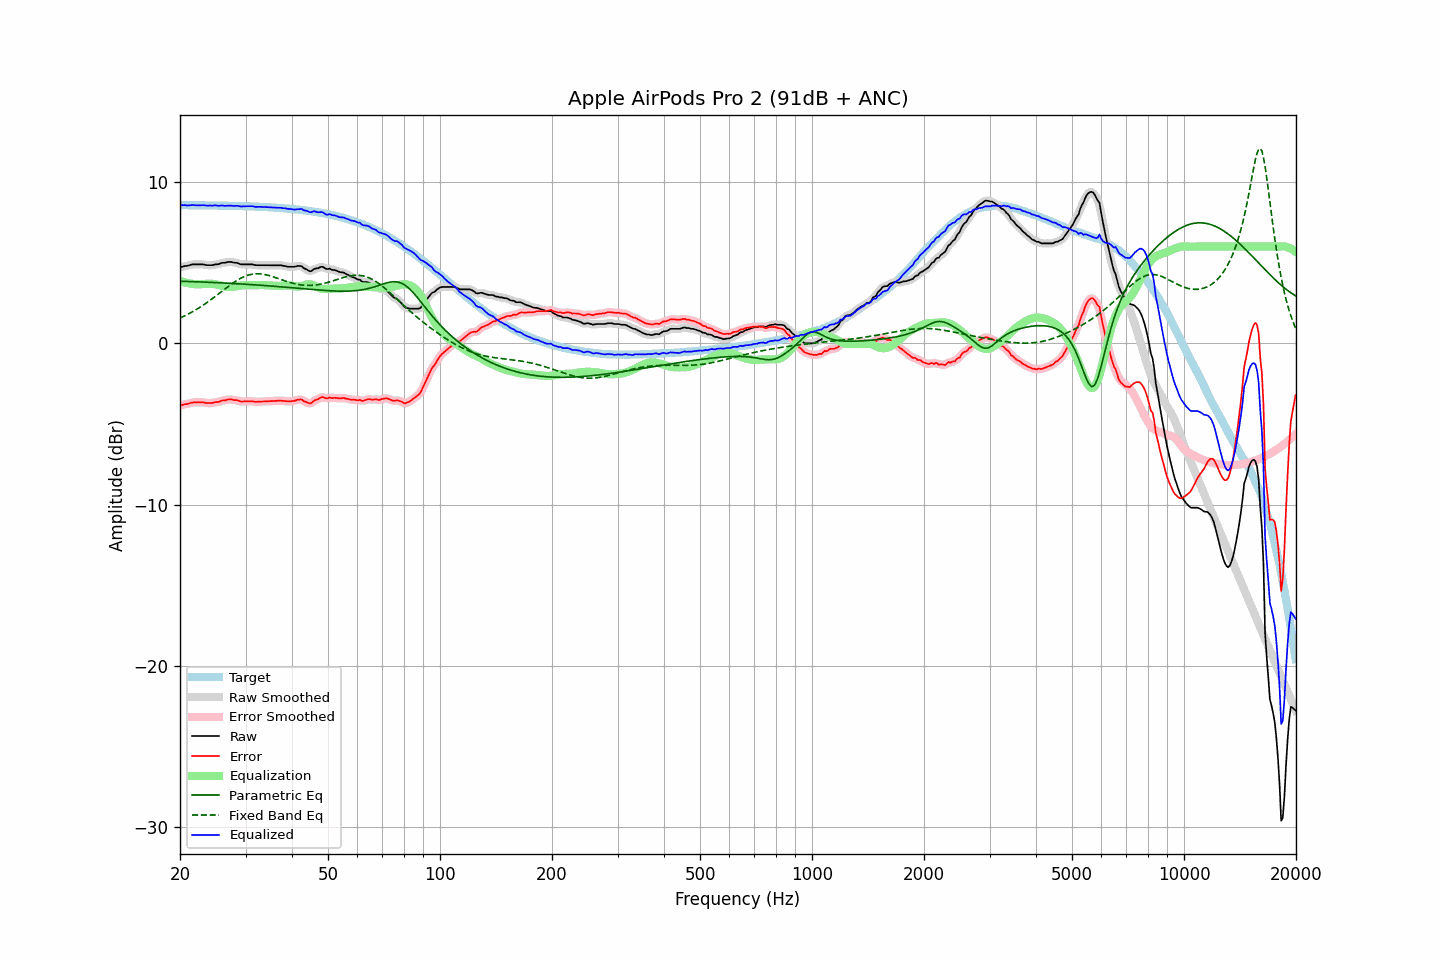 Apple AirPods Pro 2 (91dB + ANC)
Amplitude (dBr)
10
0
−10
−20
−30
Target
Raw Smoothed
Error Smoothed
Raw
Error
Equalization
Parametric Eq
Fixed Band Eq
Equalized
20 50 100 200 500 1000 2000 5000 10000 20000
Frequency (Hz)